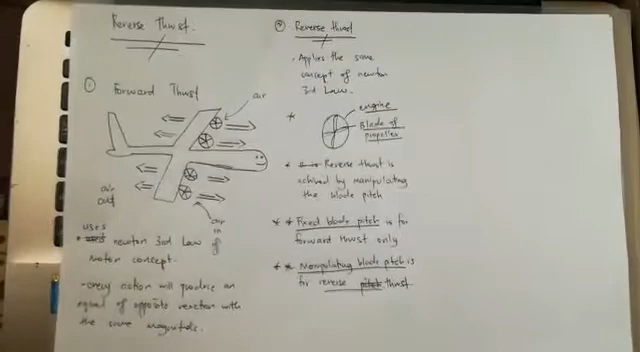 Reverse Thrust.
① Forward Thrust
air
air
out
air
in
uses
* newton 3rd Law of
motion concept.
- every action will produce an
equal of opposite reaction with
the same magnitude.
② Reverse thrust
• Applies the same
concept of newton
3rd Law.
*
engine
Blade of
propeller
* Reverse thrust is
achived by manipulating
the blade pitch
* * Fixed blade pitch is for
forward thrust only
* * Manipulating blade pitch is
for reverse pitch thrust.